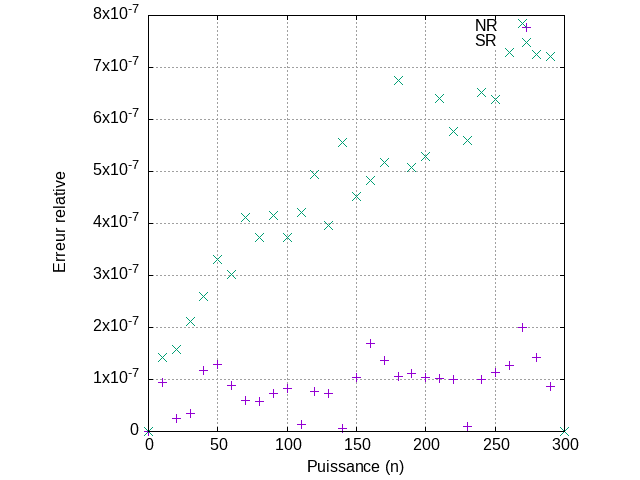 8x10-7
NR
SR
7x10-7
6x10-7
5x10-7
4x10-7
3x10-7
2x10-7
1x10-7
0
Erreur relative
0 50 100 150 200 250 300
Puissance (n)